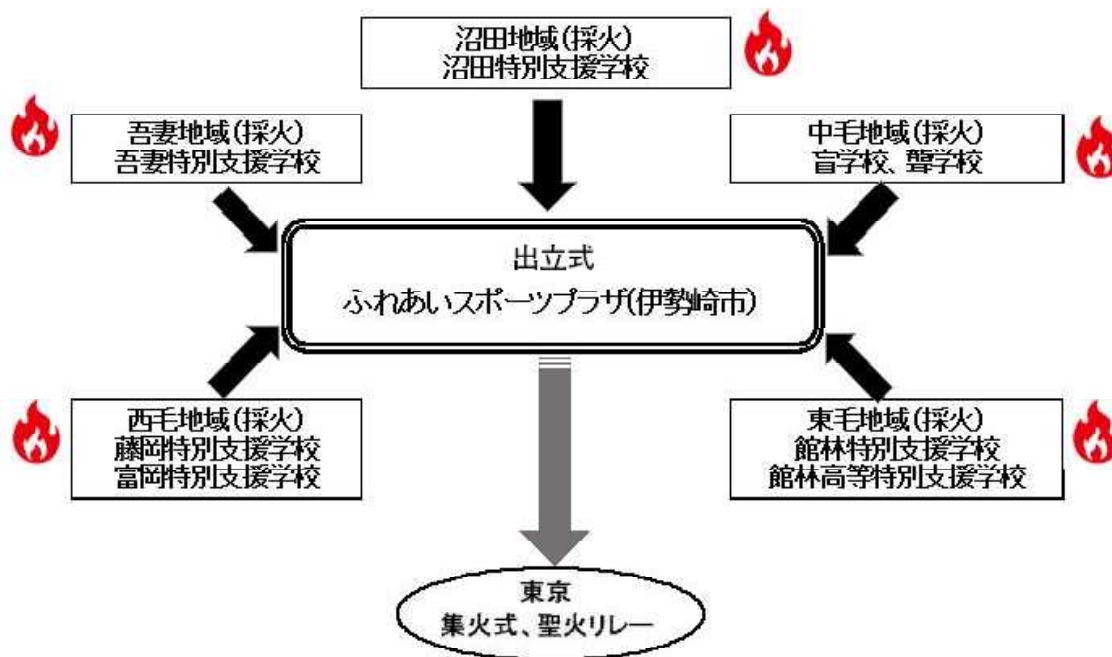 沼田地域(採火)
沼田特別支援学校
吾妻地域(採火)
吾妻特別支援学校
中毛地域(採火)
盲学校、聾学校
出立式
ふれあいスポーツプラザ(伊勢崎市)
西毛地域(採火)
藤岡特別支援学校
富岡特別支援学校
東毛地域(採火)
館林特別支援学校
館林高等特別支援学校
東京
集火式、聖火リレー